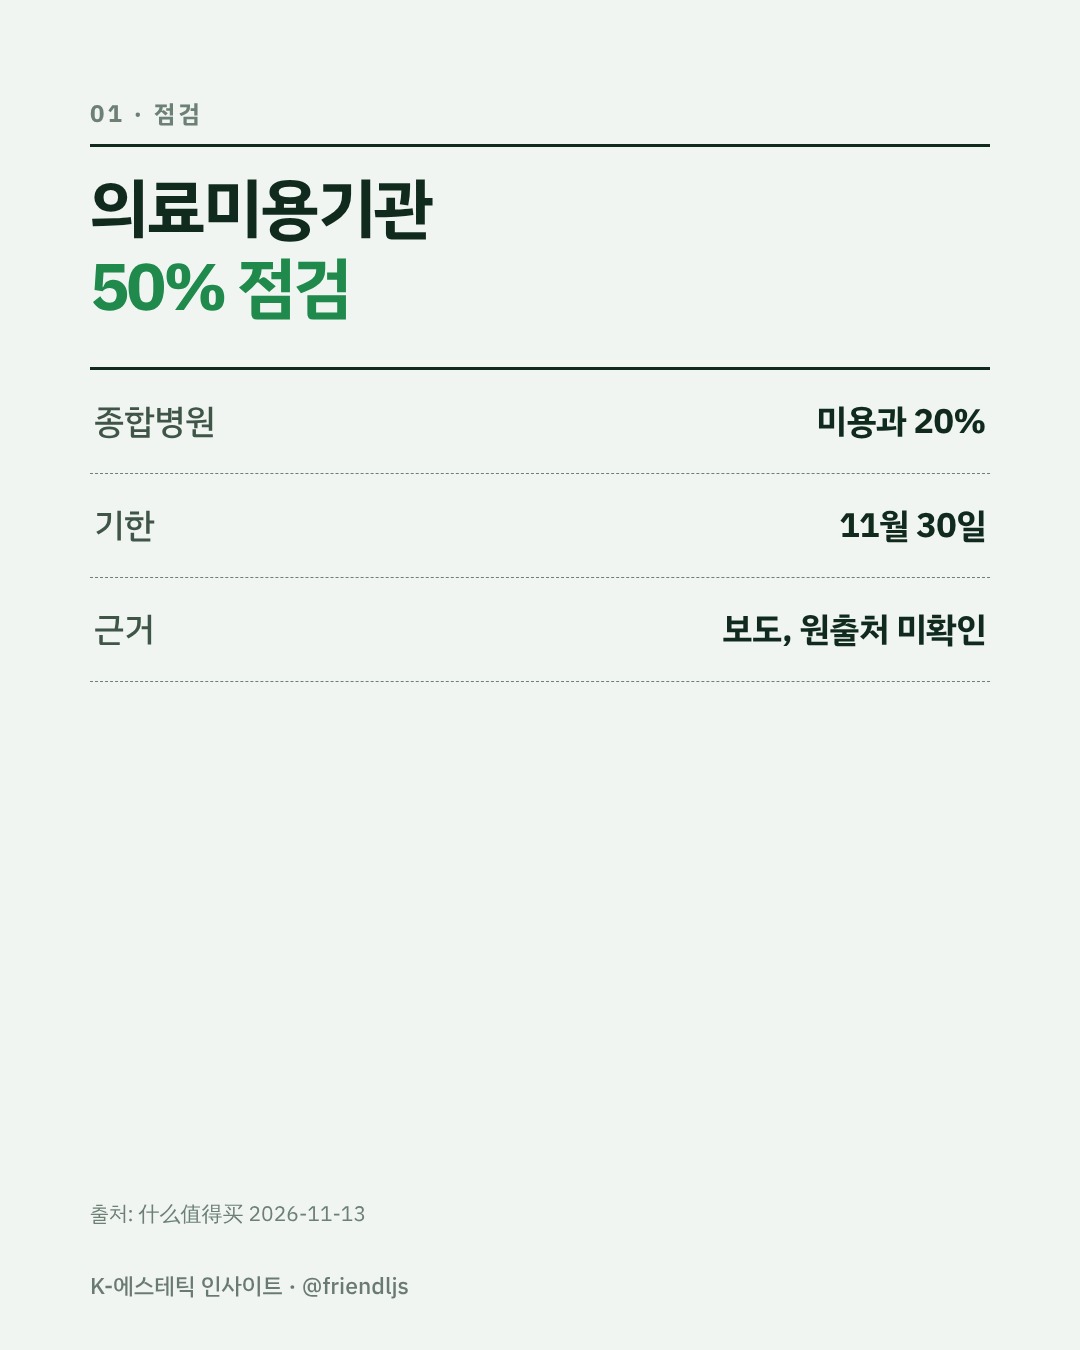 01 · 점검
의료미용기관
50% 점검
종합병원 미용과 20%
기한 11월 30일
근거 보도, 원출처 미확인
출처: 什么值得买 2026-11-13
K-에스테틱 인사이트 · @friendljs